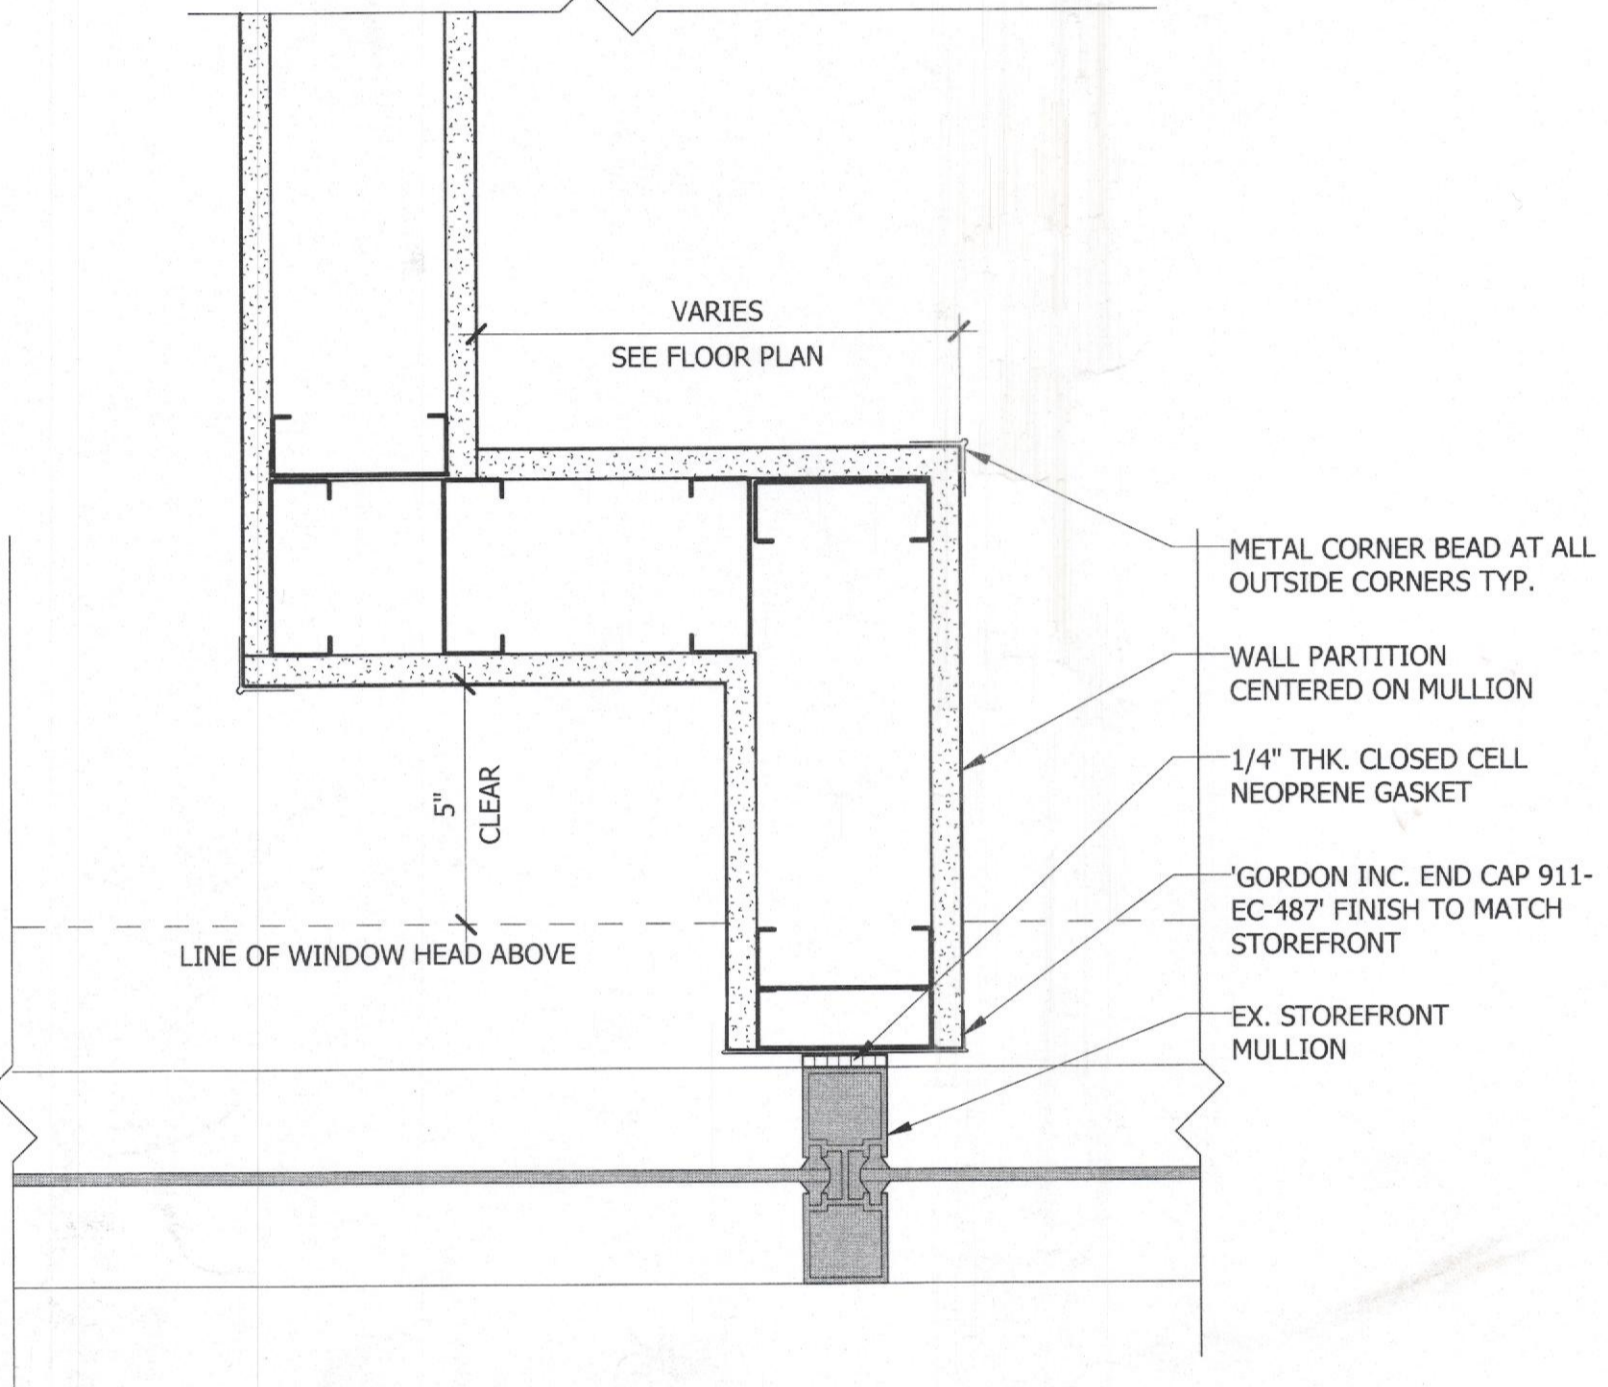 VARIES
SEE FLOOR PLAN
METAL CORNER BEAD AT ALL
OUTSIDE CORNERS TYP.
WALL PARTITION
CENTERED ON MULLION
1/4" THK. CLOSED CELL
NEOPRENE GASKET
5"
CLEAR
'GORDON INC. END CAP 911-
EC-487' FINISH TO MATCH
STOREFRONT
LINE OF WINDOW HEAD ABOVE
EX. STOREFRONT
MULLION